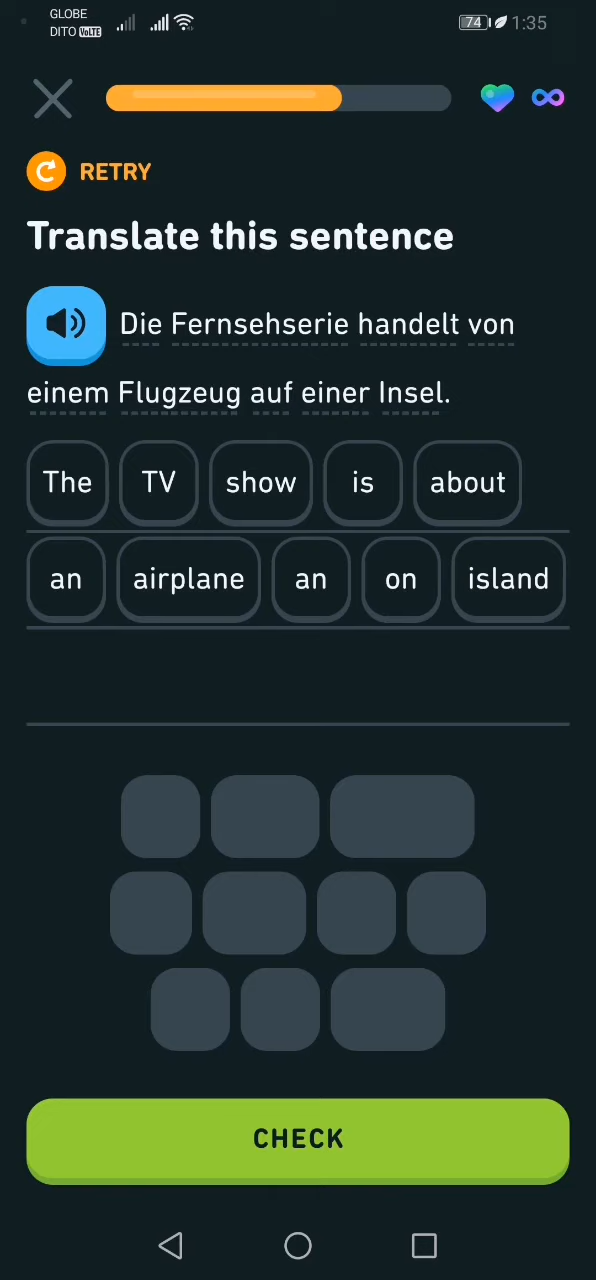 GLOBE
DITO VoLTE
74 1:35
RETRY
Translate this sentence
Die Fernsehserie handelt von
einem Flugzeug auf einer Insel.
The TV show is about
an airplane an on island
CHECK